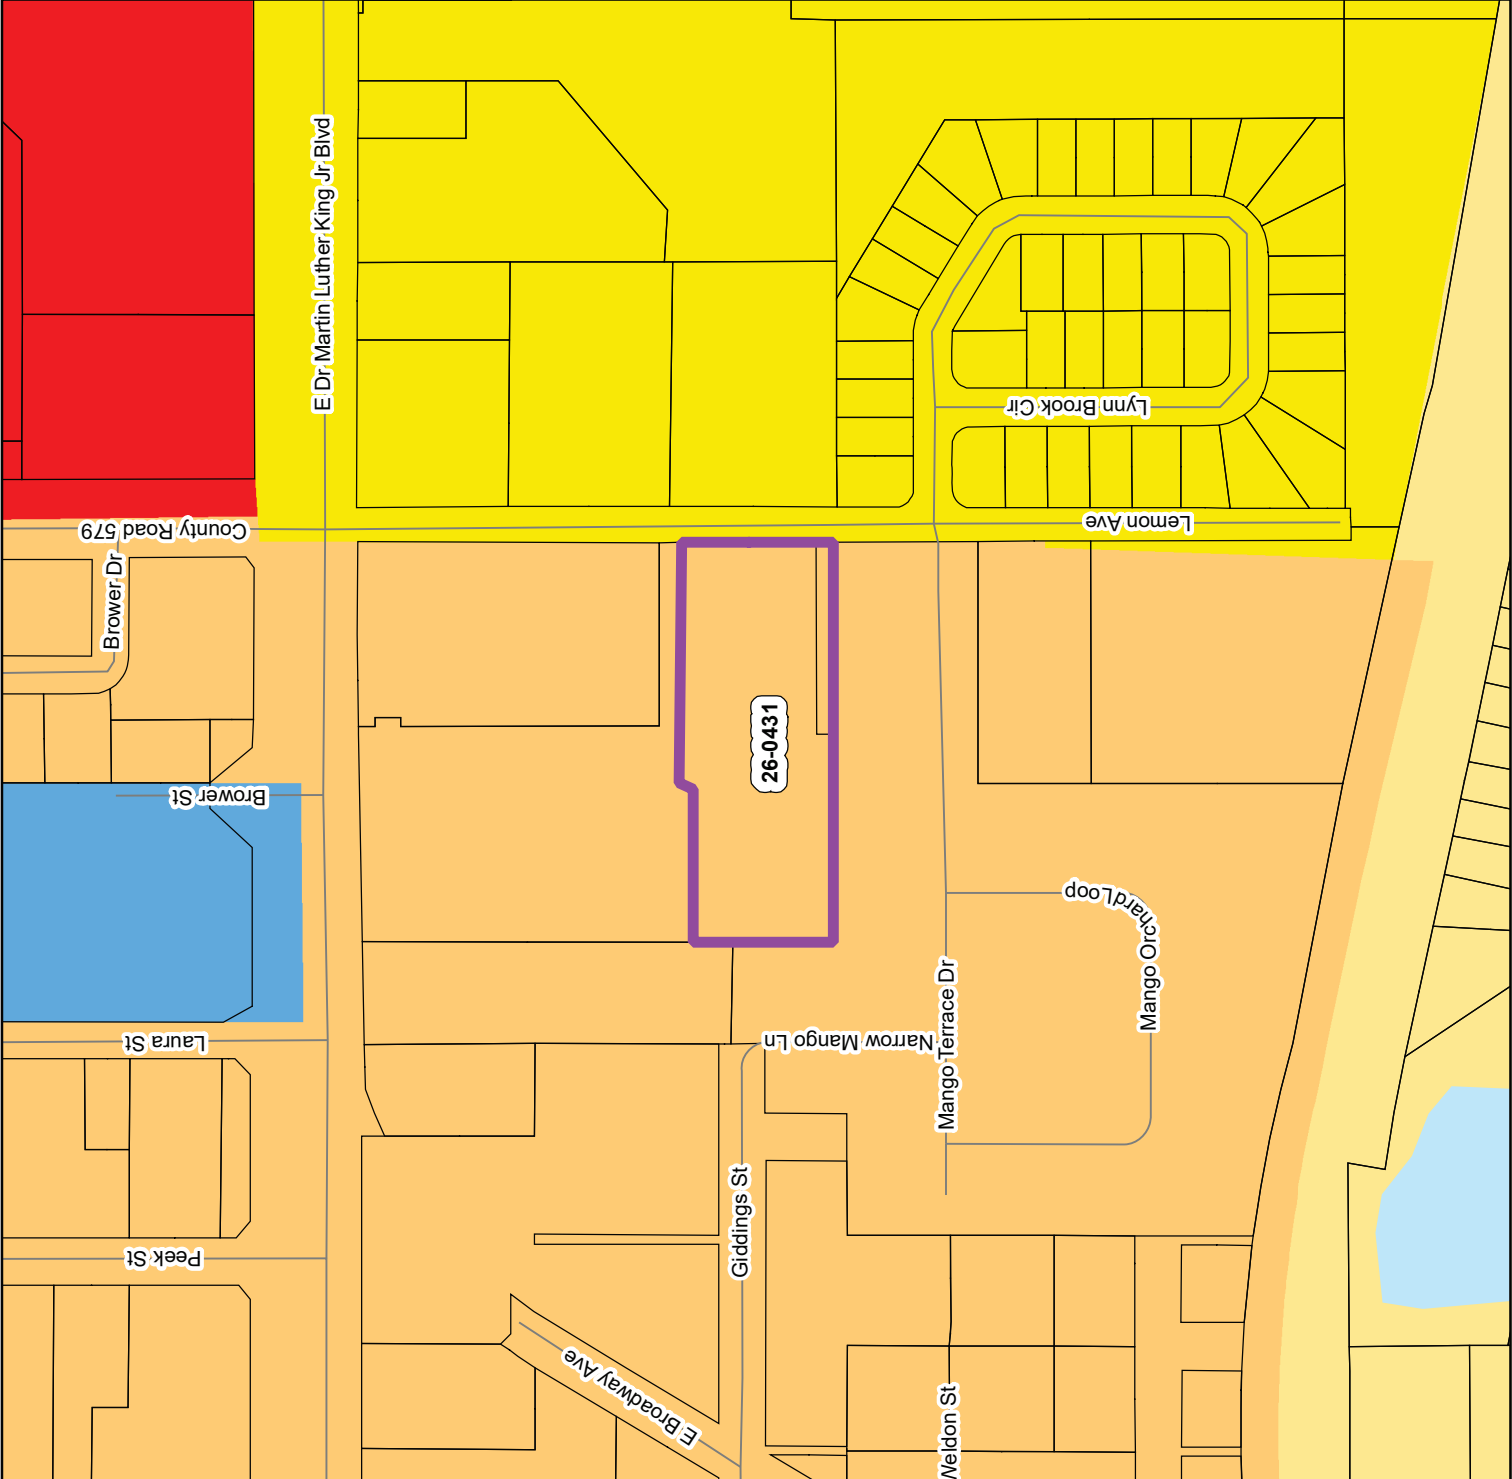 E Dr Martin Luther King Jr Blvd
Lynn Brook Cir
Lemon Ave
County Road 579
Brower Dr
26-0431
Brower St
Mango Orchard Loop
Mango Terrace Dr
Narrow Mango Ln
Laura St
Giddings St
Peek St
E Broadway Ave
Weldon St